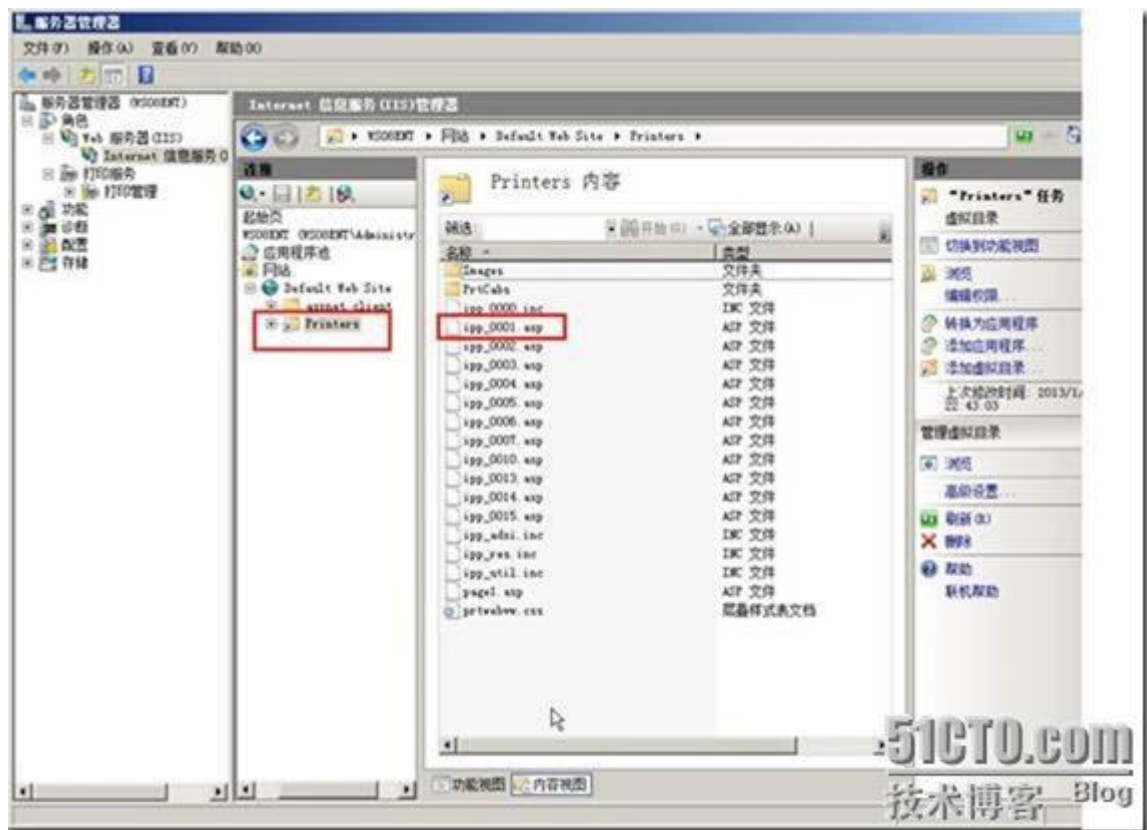 服务器管理器
文件(F) 操作(A) 查看(V) 帮助(H)
服务器管理器 (WS08ENT)
角色
Web 服务器(IIS)
Internet 信息服务(
打印服务
打印管理
功能
诊断
配置
存储
Internet 信息服务(IIS)管理器
WS08ENT 网站 Default Web Site Printers
连接
起始页
WS08ENT (WS08ENT\Administr
应用程序池
网站
Default Web Site
aspnet_client
Printers
Printers 内容
筛选: 开始(G) 全部显示(A)
名称 类型
Images 文件夹
PrtCabs 文件夹
ipp_0000.inc INC 文件
ipp_0001.asp ASP 文件
ipp_0002.asp ASP 文件
ipp_0003.asp ASP 文件
ipp_0004.asp ASP 文件
ipp_0005.asp ASP 文件
ipp_0006.asp ASP 文件
ipp_0007.asp ASP 文件
ipp_0010.asp ASP 文件
ipp_0013.asp ASP 文件
ipp_0014.asp ASP 文件
ipp_0015.asp ASP 文件
ipp_adsi.inc INC 文件
ipp_res.inc INC 文件
ipp_util.inc INC 文件
page1.asp ASP 文件
prtwebvw.css 层叠样式表文档
功能视图 内容视图
操作
"Printers" 任务
虚拟目录
切换到功能视图
浏览
编辑权限...
转换为应用程序
添加应用程序...
添加虚拟目录...
上次修改时间: 2013/1/
22:43:03
管理虚拟目录
浏览
高级设置...
刷新(R)
删除
帮助
联机帮助
51CTO.com
技术博客 Blog